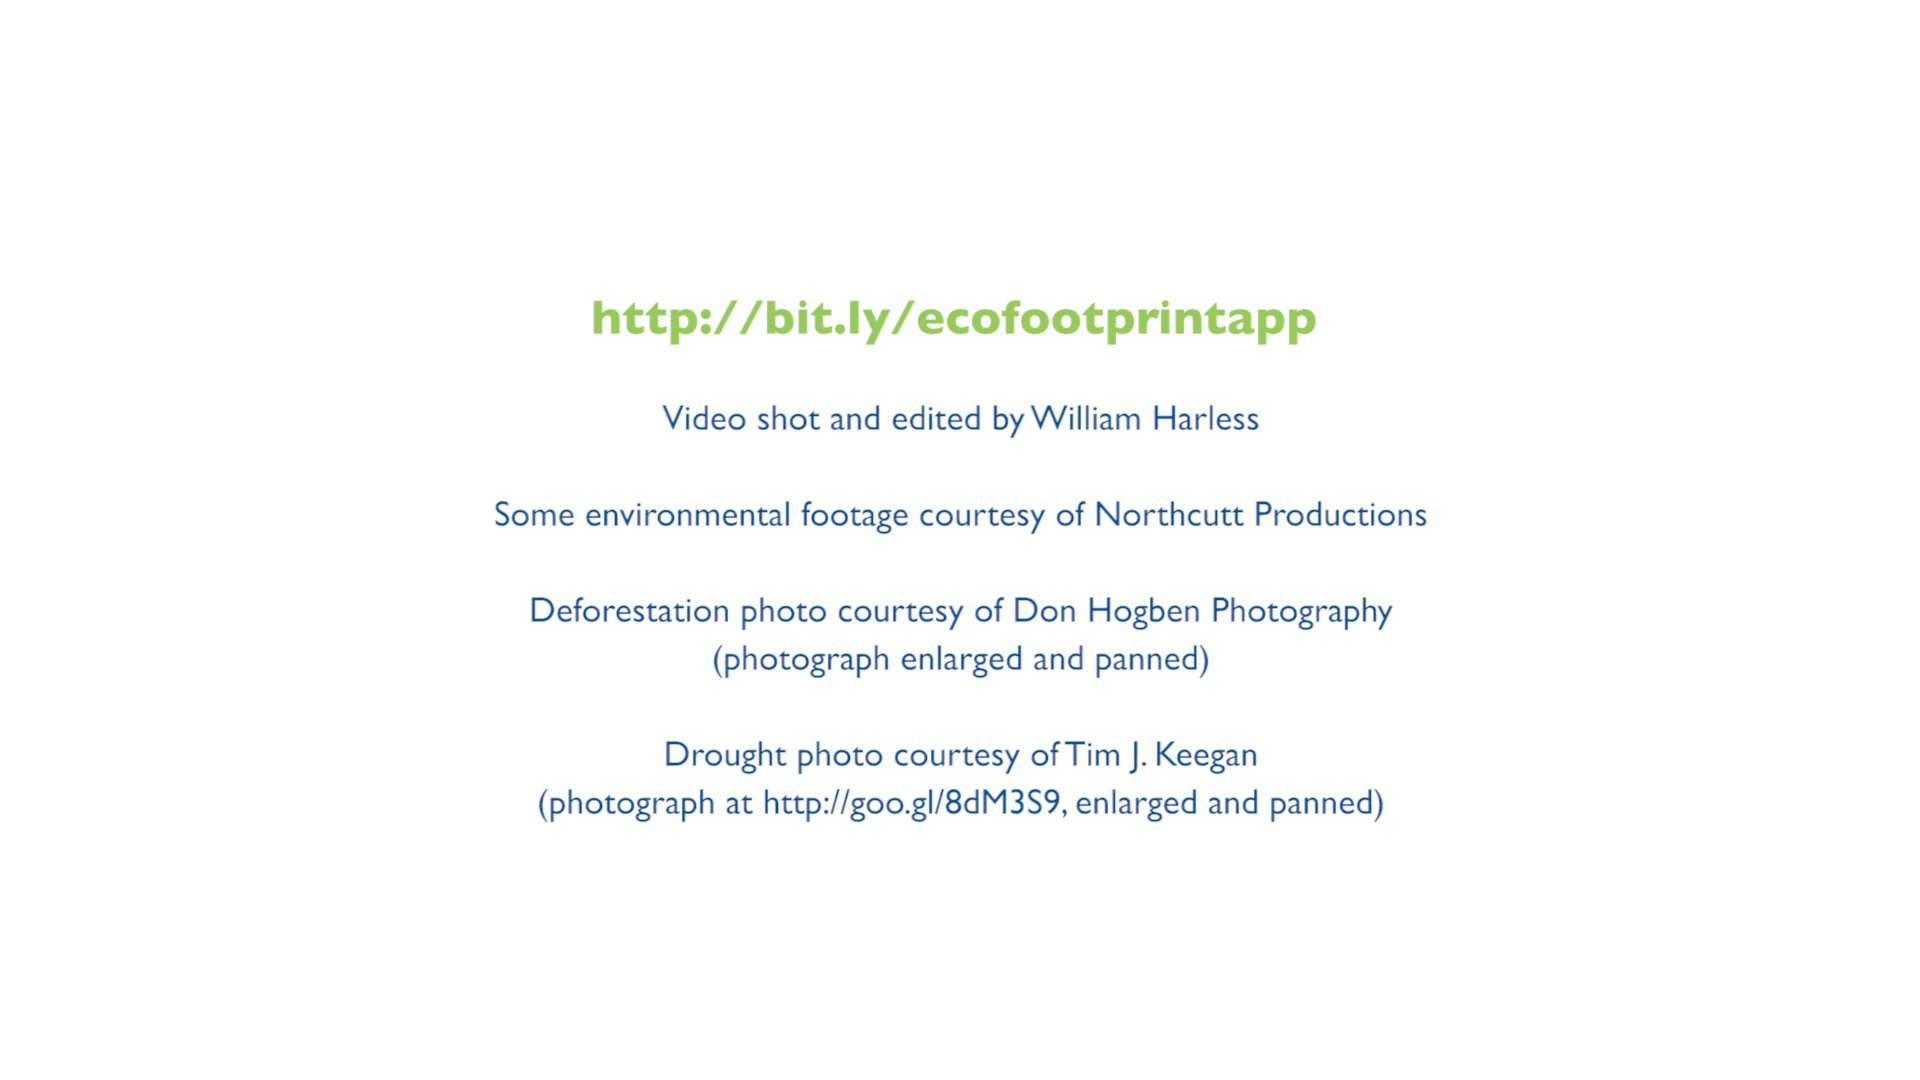 http://bit.ly/ecofootprintapp
Video shot and edited by William Harless
Some environmental footage courtesy of Northcutt Productions
Deforestation photo courtesy of Don Hogben Photography
(photograph enlarged and panned)
Drought photo courtesy of Tim J. Keegan
(photograph at http://goo.gl/8dM3S9, enlarged and panned)